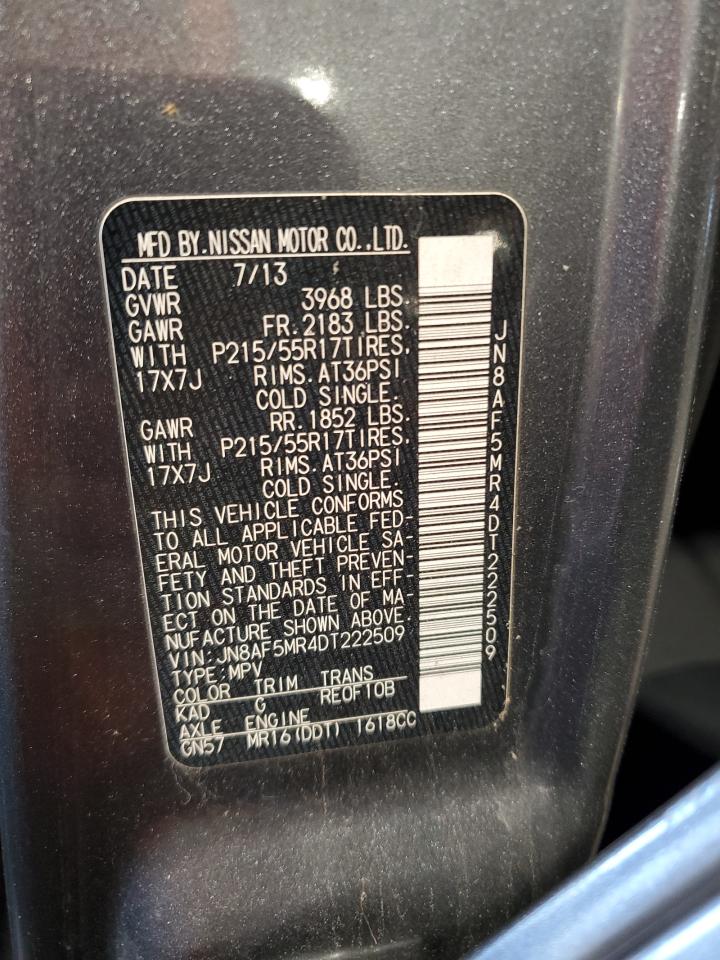 MFD BY.NISSAN MOTOR CO.,LTD.
DATE 7/13
GVWR 3968 LBS.
GAWR FR.2183 LBS.
WITH P215/55R17TIRES.
17X7J RIMS.AT36PSI
COLD SINGLE.
GAWR RR.1852 LBS.
WITH P215/55R17TIRES.
17X7J RIMS.AT36PSI
COLD SINGLE.
THIS VEHICLE CONFORMS
TO ALL APPLICABLE FED-
ERAL MOTOR VEHICLE SA-
FETY AND THEFT PREVEN-
TION STANDARDS IN EFF-
ECT ON THE DATE OF MA-
NUFACTURE SHOWN ABOVE.
VIN:JN8AF5MR4DT222509
TYPE:MPV
COLOR TRIM TRANS
KAD G RE0F10B
AXLE ENGINE
GN57 MR16(DDT) 1618CC
JN8AF5MR4DT222509